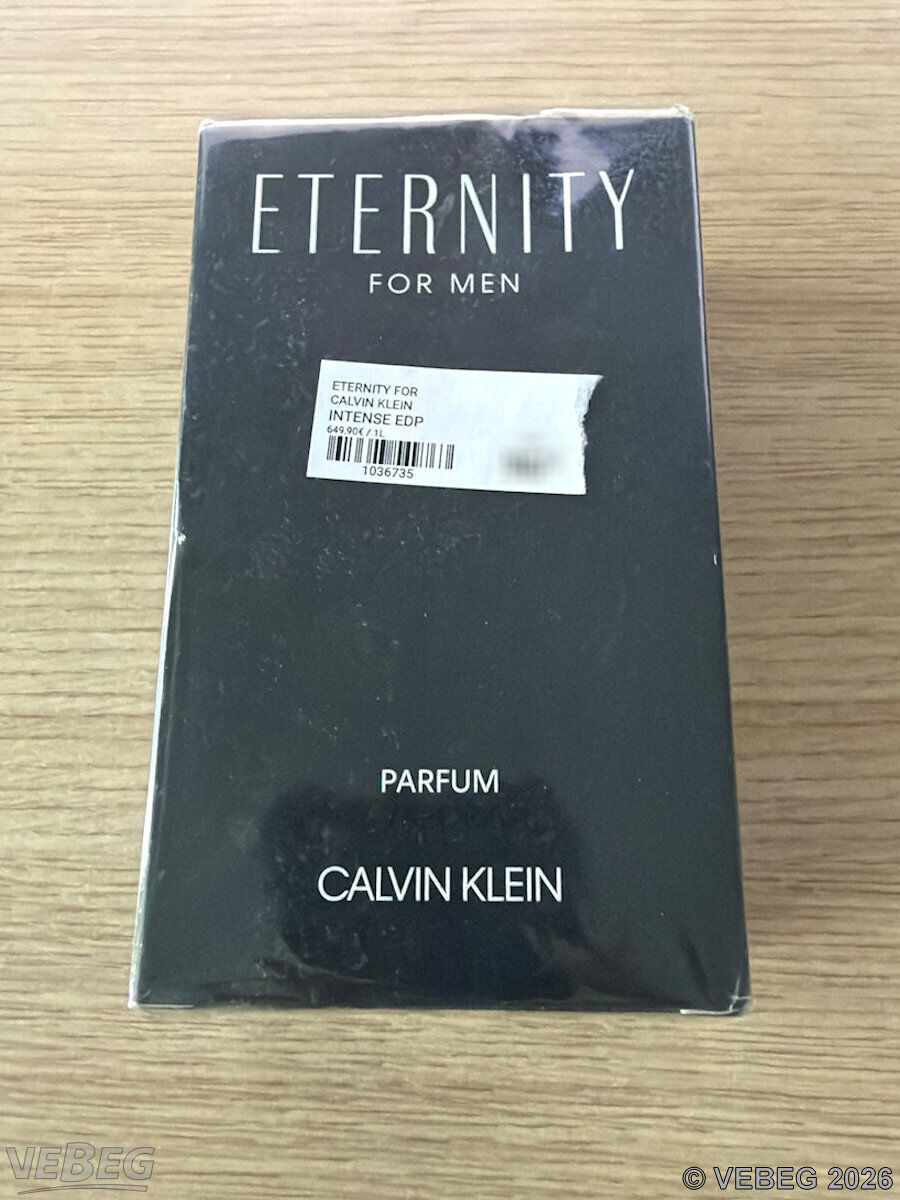 ETERNITY
FOR MEN
ETERNITY FOR
CALVIN KLEIN
INTENSE EDP
649,90€ / 1L
1036735
PARFUM
CALVIN KLEIN
VEBEG
© VEBEG 2026